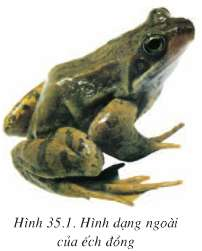 Hình 35.1. Hình dạng ngoài
của ếch đồng